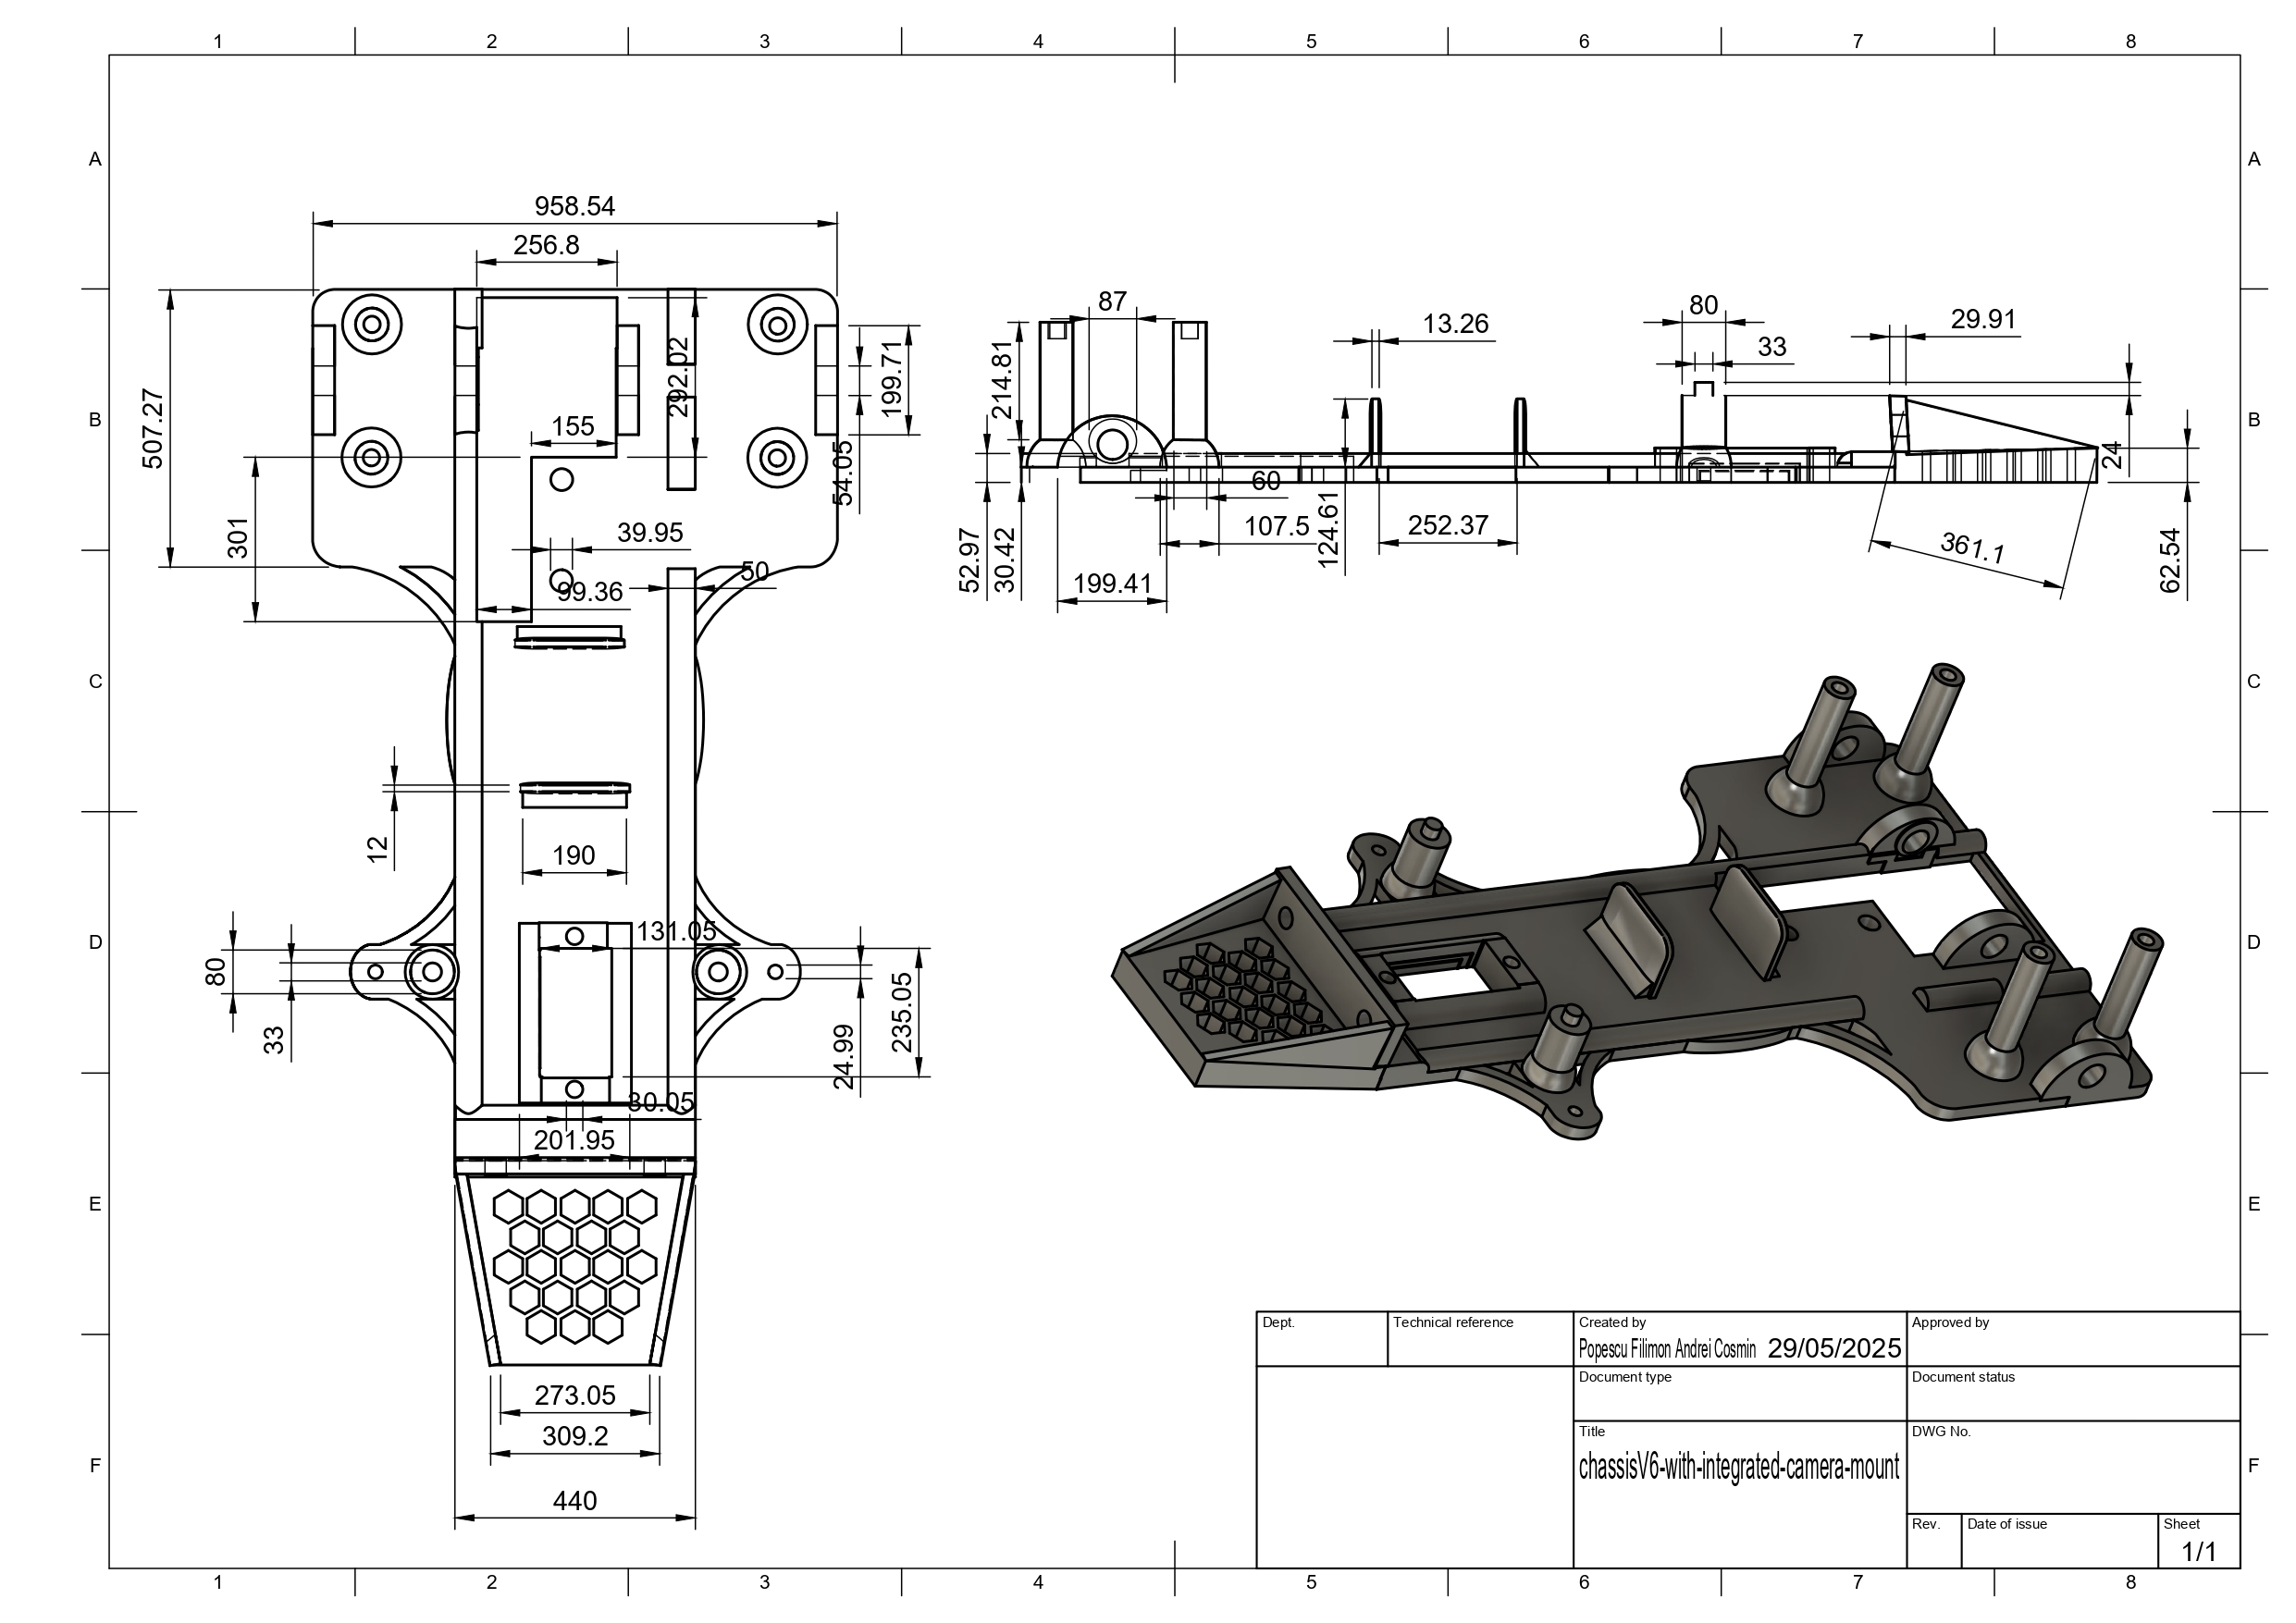 1 2 3 4 5 6 7 8
A A
B B
C C
D D
E E
F F
958.54
256.8
507.27
292.02
199.71
155
54.05
301
39.95
50
99.36
12
190
131.05
80
33
235.05
24.99
30.05
201.95
273.05
309.2
440
87
13.26
80
33
29.91
214.81
24
60
107.5
124.61
252.37
52.97
30.42
199.41
361.1
62.54
Dept. Technical reference Created by Approved by
Popescu Filimon Andrei Cosmin 29/05/2025
Document type Document status
Title DWG No.
chassisV6-with-integrated-camera-mount
Rev. Date of issue Sheet
1/1
1 2 3 4 5 6 7 8